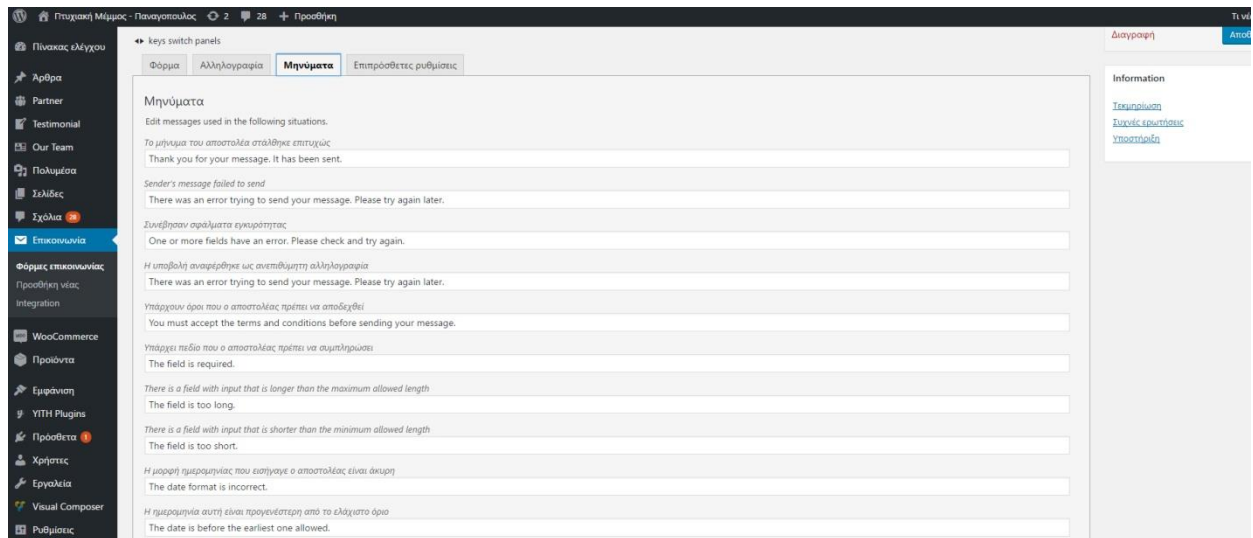 Πτυχιακή Μέμμος - Παναγοπουλος 2 28 + Προσθήκη
Τι νέ
Πίνακας ελέγχου
Άρθρα
Partner
Testimonial
Our Team
Πολυμέσα
Σελίδες
Σχόλια 28
Επικοινωνία
Φόρμες επικοινωνίας
Προσθήκη νέας
Integration
WooCommerce
Προϊόντα
Εμφάνιση
YITH Plugins
Πρόσθετα 1
Χρήστες
Εργαλεία
Visual Composer
Ρυθμίσεις
keys switch panels
Φόρμα Αλληλογραφία Μηνύματα Επιπρόσθετες ρυθμίσεις
Μηνύματα
Edit messages used in the following situations.
Το μήνυμα του αποστολέα στάλθηκε επιτυχώς
Thank you for your message. It has been sent.
Sender's message failed to send
There was an error trying to send your message. Please try again later.
Συνέβησαν σφάλματα εγκυρότητας
One or more fields have an error. Please check and try again.
Η υποβολή αναφέρθηκε ως ανεπιθύμητη αλληλογραφία
There was an error trying to send your message. Please try again later.
Υπάρχουν όροι που ο αποστολέας πρέπει να αποδεχθεί
You must accept the terms and conditions before sending your message.
Υπάρχει πεδίο που ο αποστολέας πρέπει να συμπληρώσει
The field is required.
There is a field with input that is longer than the maximum allowed length
The field is too long.
There is a field with input that is shorter than the minimum allowed length
The field is too short.
Η μορφή ημερομηνίας που εισήγαγε ο αποστολέας είναι άκυρη
The date format is incorrect.
Η ημερομηνία αυτή είναι προγενέστερη από το ελάχιστο όριο
The date is before the earliest one allowed.
Διαγραφή
Αποθ
Information
Τεκμηρίωση
Συχνές ερωτήσεις
Υποστήριξη